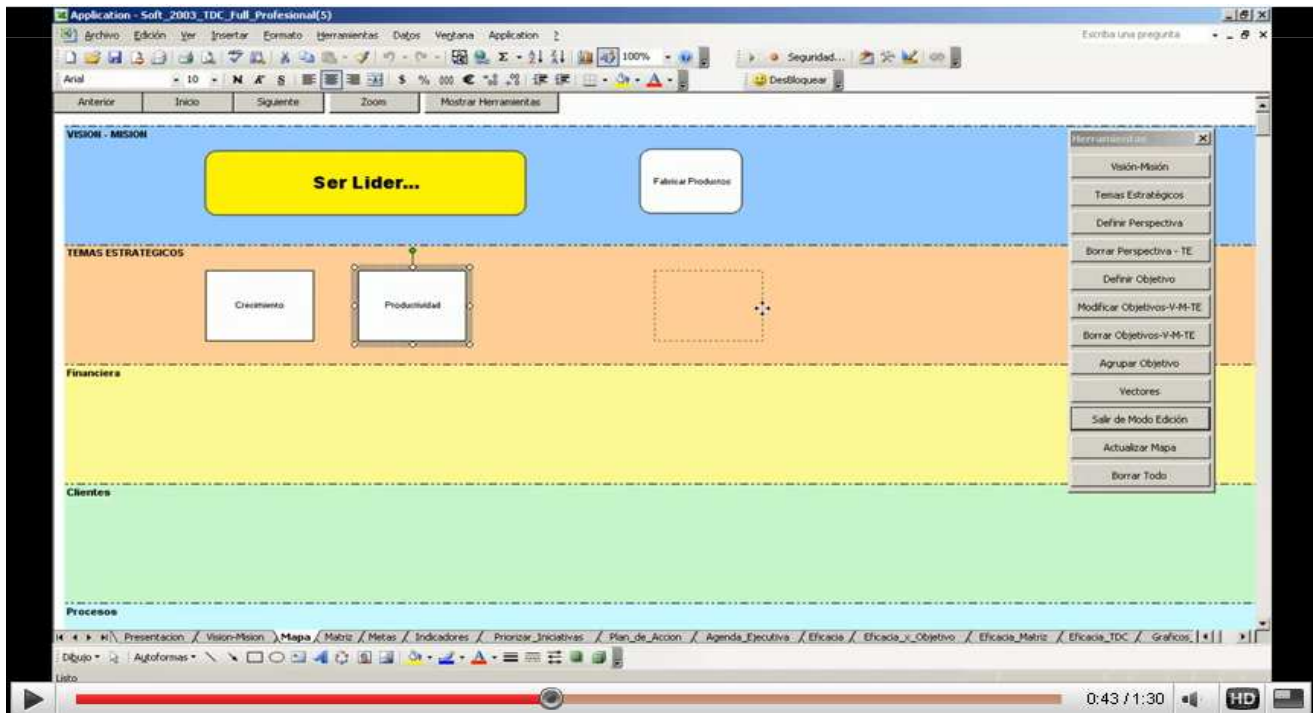 Application - Soft_2003_TDC_Full_Profesional(5)
Archivo Edición Ver Insertar Formato Herramientas Datos Ventana Application ? Escriba una pregunta
100% Seguridad...
Arial 10 N K S $ % 000 € DesBloquear
Anterior Inicio Siguiente Zoom Mostrar Herramientas
VISION - MISION
Ser Lider...
Fabricar Productos
TEMAS ESTRATEGICOS
Crecimiento
Productividad
Financiera
Clientes
Procesos
Herramientas
Visión-Misión
Temas Estratégicos
Definir Perspectiva
Borrar Perspectiva - TE
Definir Objetivo
Modificar Objetivos-V-M-TE
Borrar Objetivos-V-M-TE
Agrupar Objetivo
Vectores
Salir de Modo Edición
Actualizar Mapa
Borrar Todo
Presentacion / Vision-Mision / Mapa / Matriz / Metas / Indicadores / Priorizar_Iniciativas / Plan_de_Accion / Agenda_Ejecutiva / Eficacia / Eficacia_x_Objetivo / Eficacia_Matriz / Eficacia_TDC / Graficos_
Dibujo Autoformas
Listo
0:43 / 1:30 HD